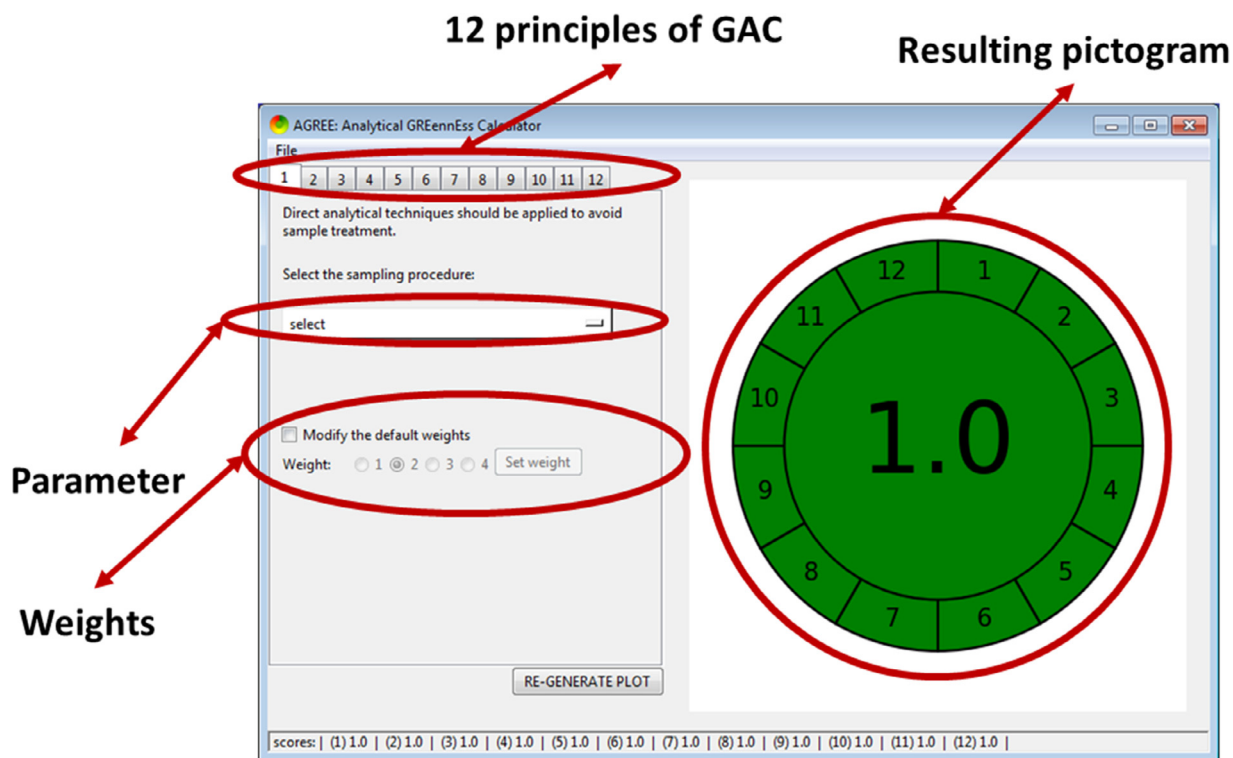 12 principles of GAC
Resulting pictogram
AGREE: Analytical GREennEss Calculator
File
1 2 3 4 5 6 7 8 9 10 11 12
Direct analytical techniques should be applied to avoid
sample treatment.
Select the sampling procedure:
select
Modify the default weights
Weight: 1 2 3 4 Set weight
Parameter
Weights
RE-GENERATE PLOT
12 1
11 2
10 3
1.0
9 4
8 5
7 6
scores: | (1) 1.0 | (2) 1.0 | (3) 1.0 | (4) 1.0 | (5) 1.0 | (6) 1.0 | (7) 1.0 | (8) 1.0 | (9) 1.0 | (10) 1.0 | (11) 1.0 | (12) 1.0 |